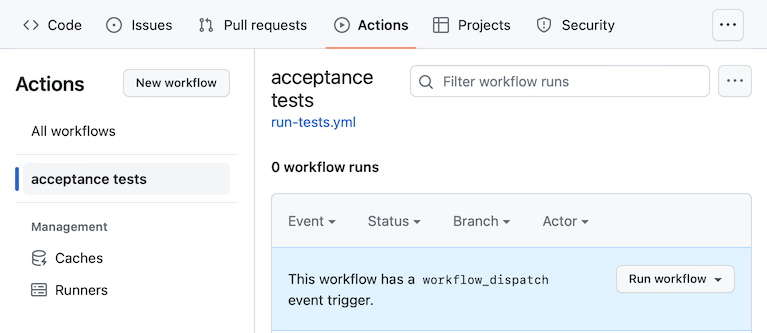 Code Issues Pull requests Actions Projects Security
Actions New workflow
All workflows
acceptance tests
Management
Caches
Runners
acceptance
tests
run-tests.yml
Filter workflow runs
0 workflow runs
Event Status Branch Actor
This workflow has a workflow_dispatch
event trigger.
Run workflow